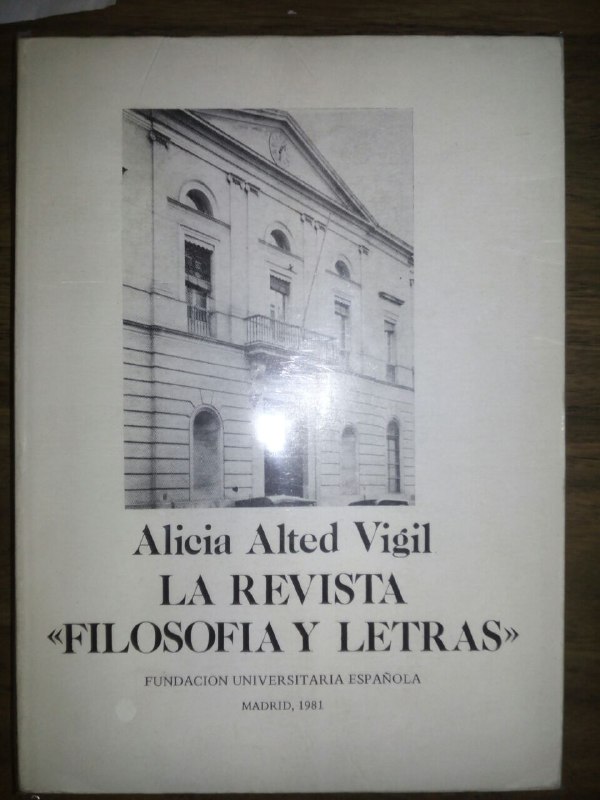 Alicia Alted Vigil
LA REVISTA
«FILOSOFIA Y LETRAS»
FUNDACION UNIVERSITARIA ESPAÑOLA
MADRID, 1981